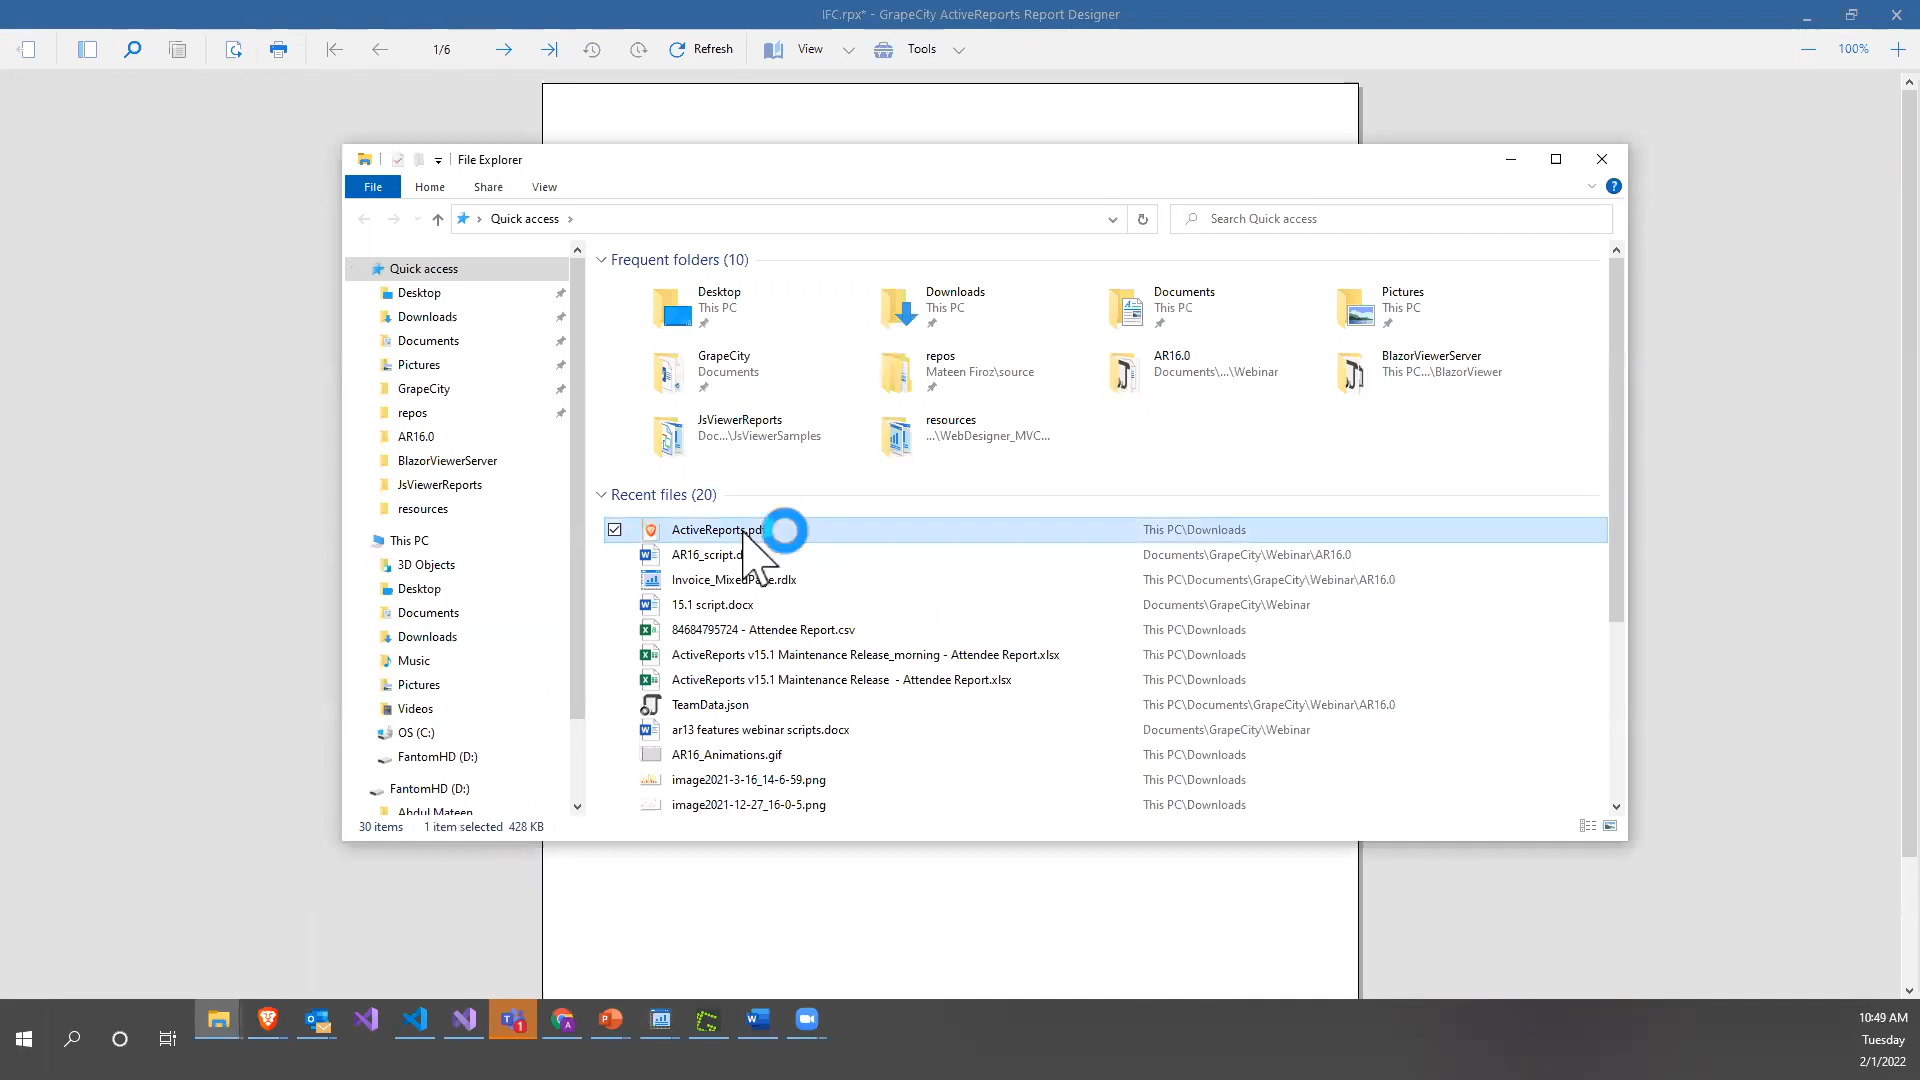 IFC.rpx* - GrapeCity ActiveReports Report Designer
1/6
Refresh
View
Tools
100%
File Explorer
File
Home
Share
View
Quick access
Search Quick access
Quick access
Desktop
Downloads
Documents
Pictures
GrapeCity
repos
AR16.0
BlazorViewerServer
JsViewerReports
resources
This PC
3D Objects
Desktop
Documents
Downloads
Music
Pictures
Videos
OS (C:)
FantomHD (D:)
FantomHD (D:)
Abdul Mateen
Frequent folders (10)
Desktop
This PC
Downloads
This PC
Documents
This PC
Pictures
This PC
GrapeCity
Documents
repos
Mateen Firoz\source
AR16.0
Documents\...\Webinar
BlazorViewerServer
This PC...\BlazorViewer
JsViewerReports
Doc...\JsViewerSamples
resources
...\WebDesigner_MVC...
Recent files (20)
ActiveReports.pdf This PC\Downloads
AR16_script.d Documents\GrapeCity\Webinar\AR16.0
Invoice_MixedPage.rdlx This PC\Documents\GrapeCity\Webinar\AR16.0
15.1 script.docx Documents\GrapeCity\Webinar
84684795724 - Attendee Report.csv This PC\Downloads
ActiveReports v15.1 Maintenance Release_morning - Attendee Report.xlsx This PC\Downloads
ActiveReports v15.1 Maintenance Release - Attendee Report.xlsx This PC\Downloads
TeamData.json This PC\Documents\GrapeCity\Webinar\AR16.0
ar13 features webinar scripts.docx Documents\GrapeCity\Webinar
AR16_Animations.gif This PC\Downloads
image2021-3-16_14-6-59.png This PC\Downloads
image2021-12-27_16-0-5.png This PC\Downloads
30 items 1 item selected 428 KB
10:49 AM
Tuesday
2/1/2022